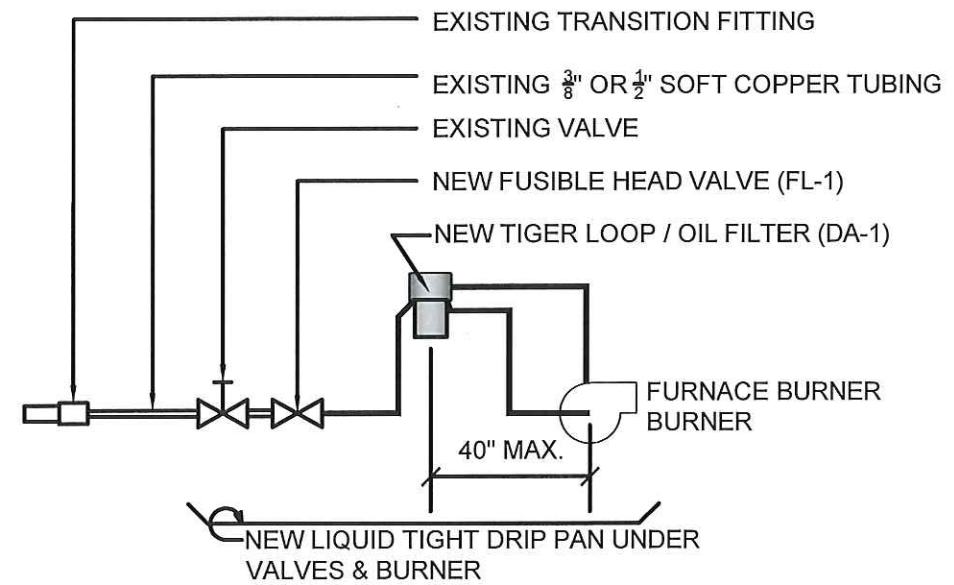 EXISTING TRANSITION FITTING
EXISTING 3/8" OR 1/2" SOFT COPPER TUBING
EXISTING VALVE
NEW FUSIBLE HEAD VALVE (FL-1)
NEW TIGER LOOP / OIL FILTER (DA-1)
FURNACE BURNER
BURNER
40" MAX.
NEW LIQUID TIGHT DRIP PAN UNDER
VALVES & BURNER